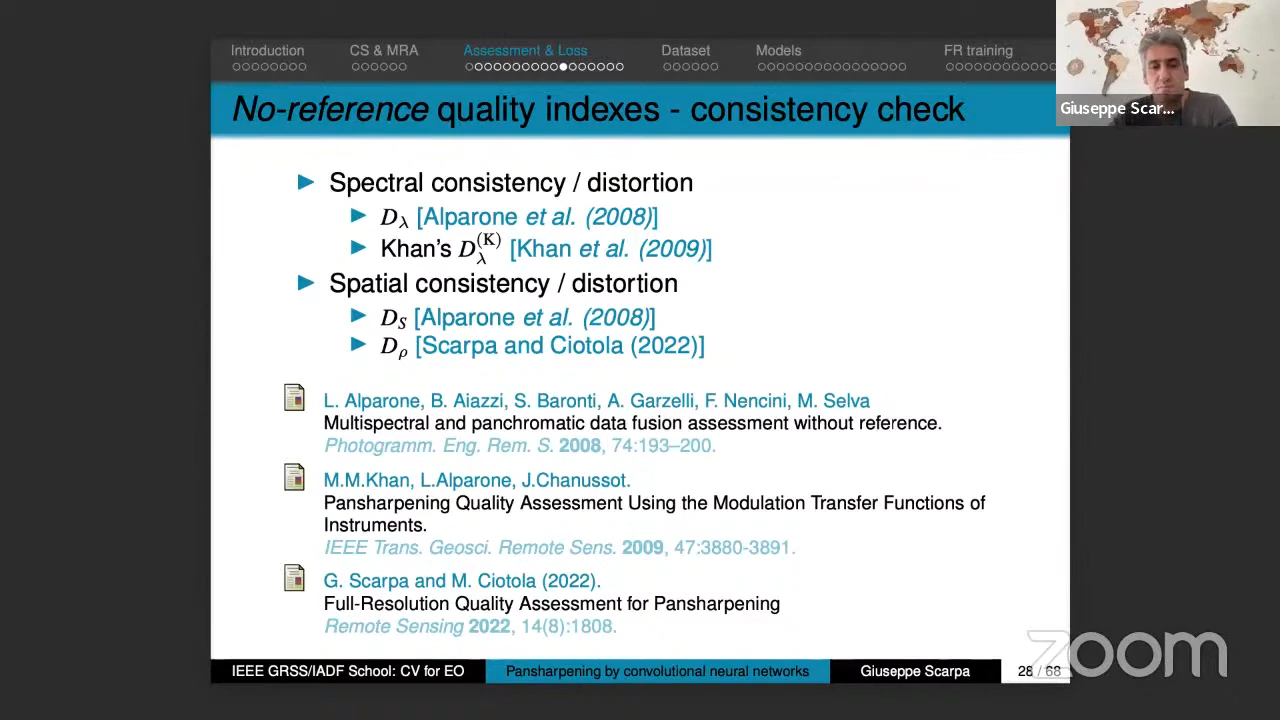 Introduction CS & MRA Assessment & Loss Dataset Models FR training
No-reference quality indexes - consistency check
Giuseppe Scar...
Spectral consistency / distortion
Dλ [Alparone et al. (2008)]
Khan's Dλ(K) [Khan et al. (2009)]
Spatial consistency / distortion
DS [Alparone et al. (2008)]
Dρ [Scarpa and Ciotola (2022)]
L. Alparone, B. Aiazzi, S. Baronti, A. Garzelli, F. Nencini, M. Selva
Multispectral and panchromatic data fusion assessment without reference.
Photogramm. Eng. Rem. S. 2008, 74:193–200.
M.M.Khan, L.Alparone, J.Chanussot.
Pansharpening Quality Assessment Using the Modulation Transfer Functions of
Instruments.
IEEE Trans. Geosci. Remote Sens. 2009, 47:3880-3891.
G. Scarpa and M. Ciotola (2022).
Full-Resolution Quality Assessment for Pansharpening
Remote Sensing 2022, 14(8):1808.
zoom
IEEE GRSS/IADF School: CV for EO Pansharpening by convolutional neural networks Giuseppe Scarpa 28 / 68